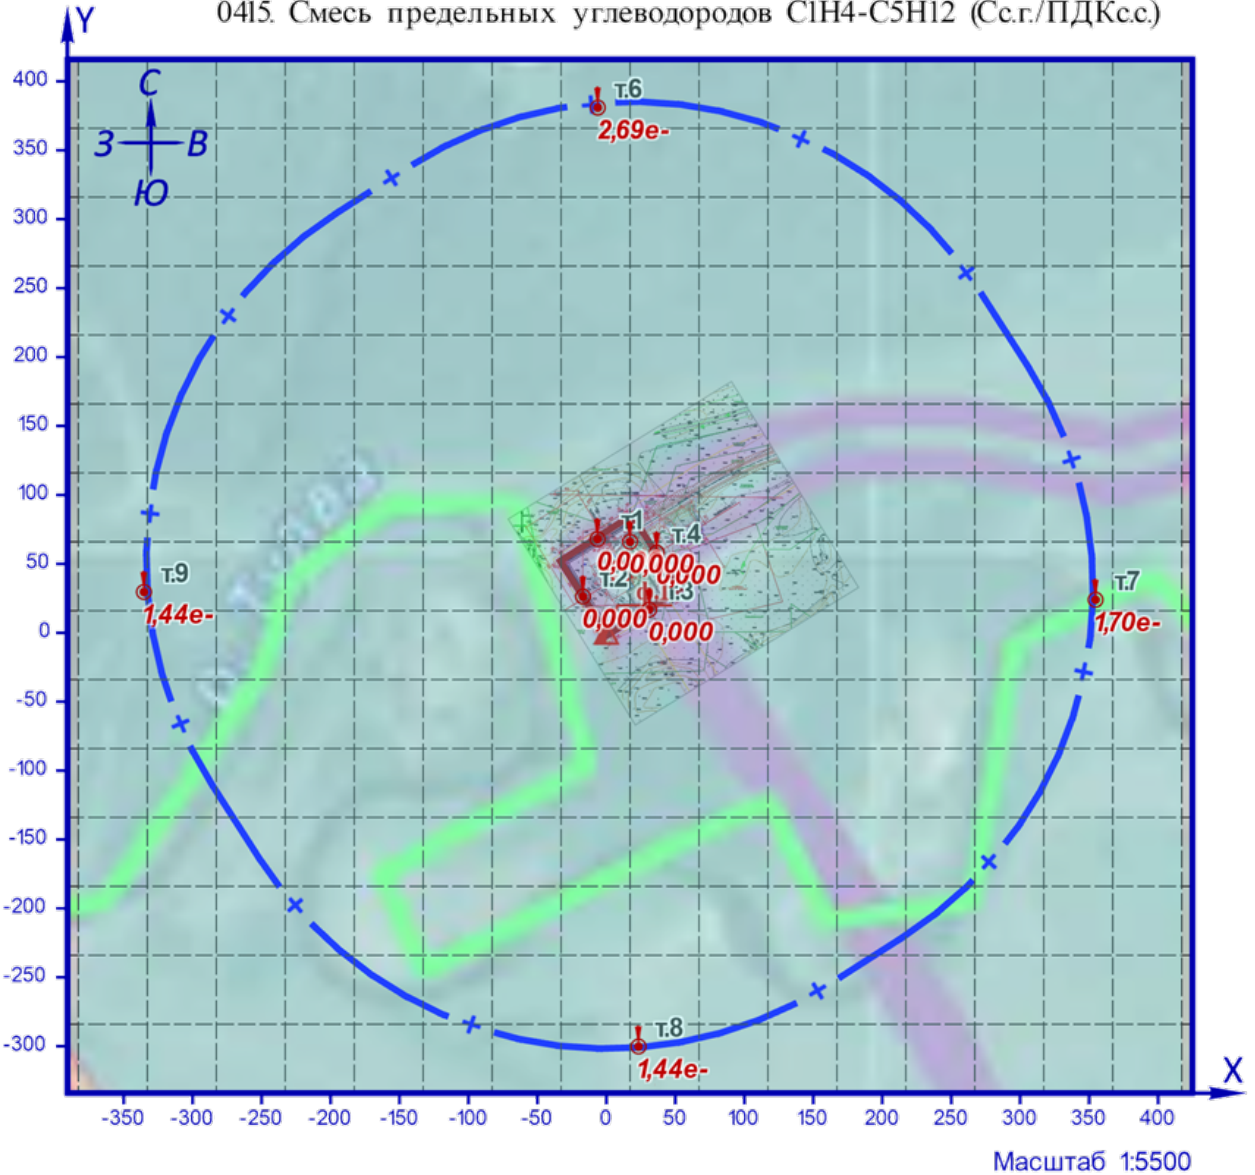 0415. Смесь предельных углеводородов C1H4-C5H12 (Сс.г./ПДКс.с.)
Y
С
З В
Ю
400
350
300
250
200
150
100
50
0
-50
-100
-150
-200
-250
-300
т.6
2,69e-
т.1
т.4
0,000
0,000
т.2
т.3
0,000
0,000
т.9
1,44e-
т.7
1,70e-
т.8
1,44e-
X
-350 -300 -250 -200 -150 -100 -50 0 50 100 150 200 250 300 350 400
Масштаб 1:5500